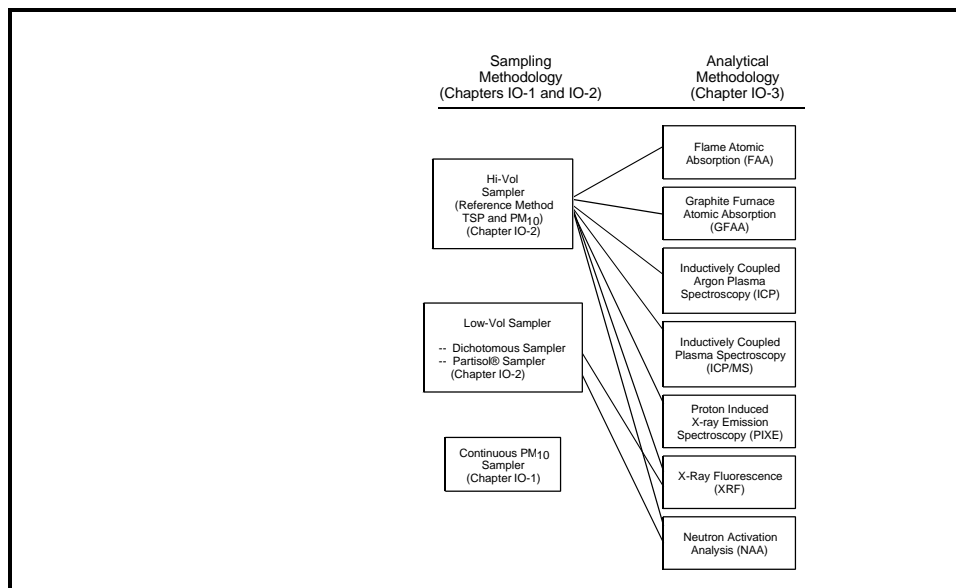 Sampling
Methodology
(Chapters IO-1 and IO-2)
Analytical
Methodology
(Chapter IO-3)
Hi-Vol
Sampler
(Reference Method
TSP and PM10)
(Chapter IO-2)
Low-Vol Sampler
-- Dichotomous Sampler
-- Partisol® Sampler
(Chapter IO-2)
Continuous PM10
Sampler
(Chapter IO-1)
Flame Atomic
Absorption (FAA)
Graphite Furnace
Atomic Absorption
(GFAA)
Inductively Coupled
Argon Plasma
Spectroscopy (ICP)
Inductively Coupled
Plasma Spectroscopy
(ICP/MS)
Proton Induced
X-ray Emission
Spectroscopy (PIXE)
X-Ray Fluorescence
(XRF)
Neutron Activation
Analysis (NAA)